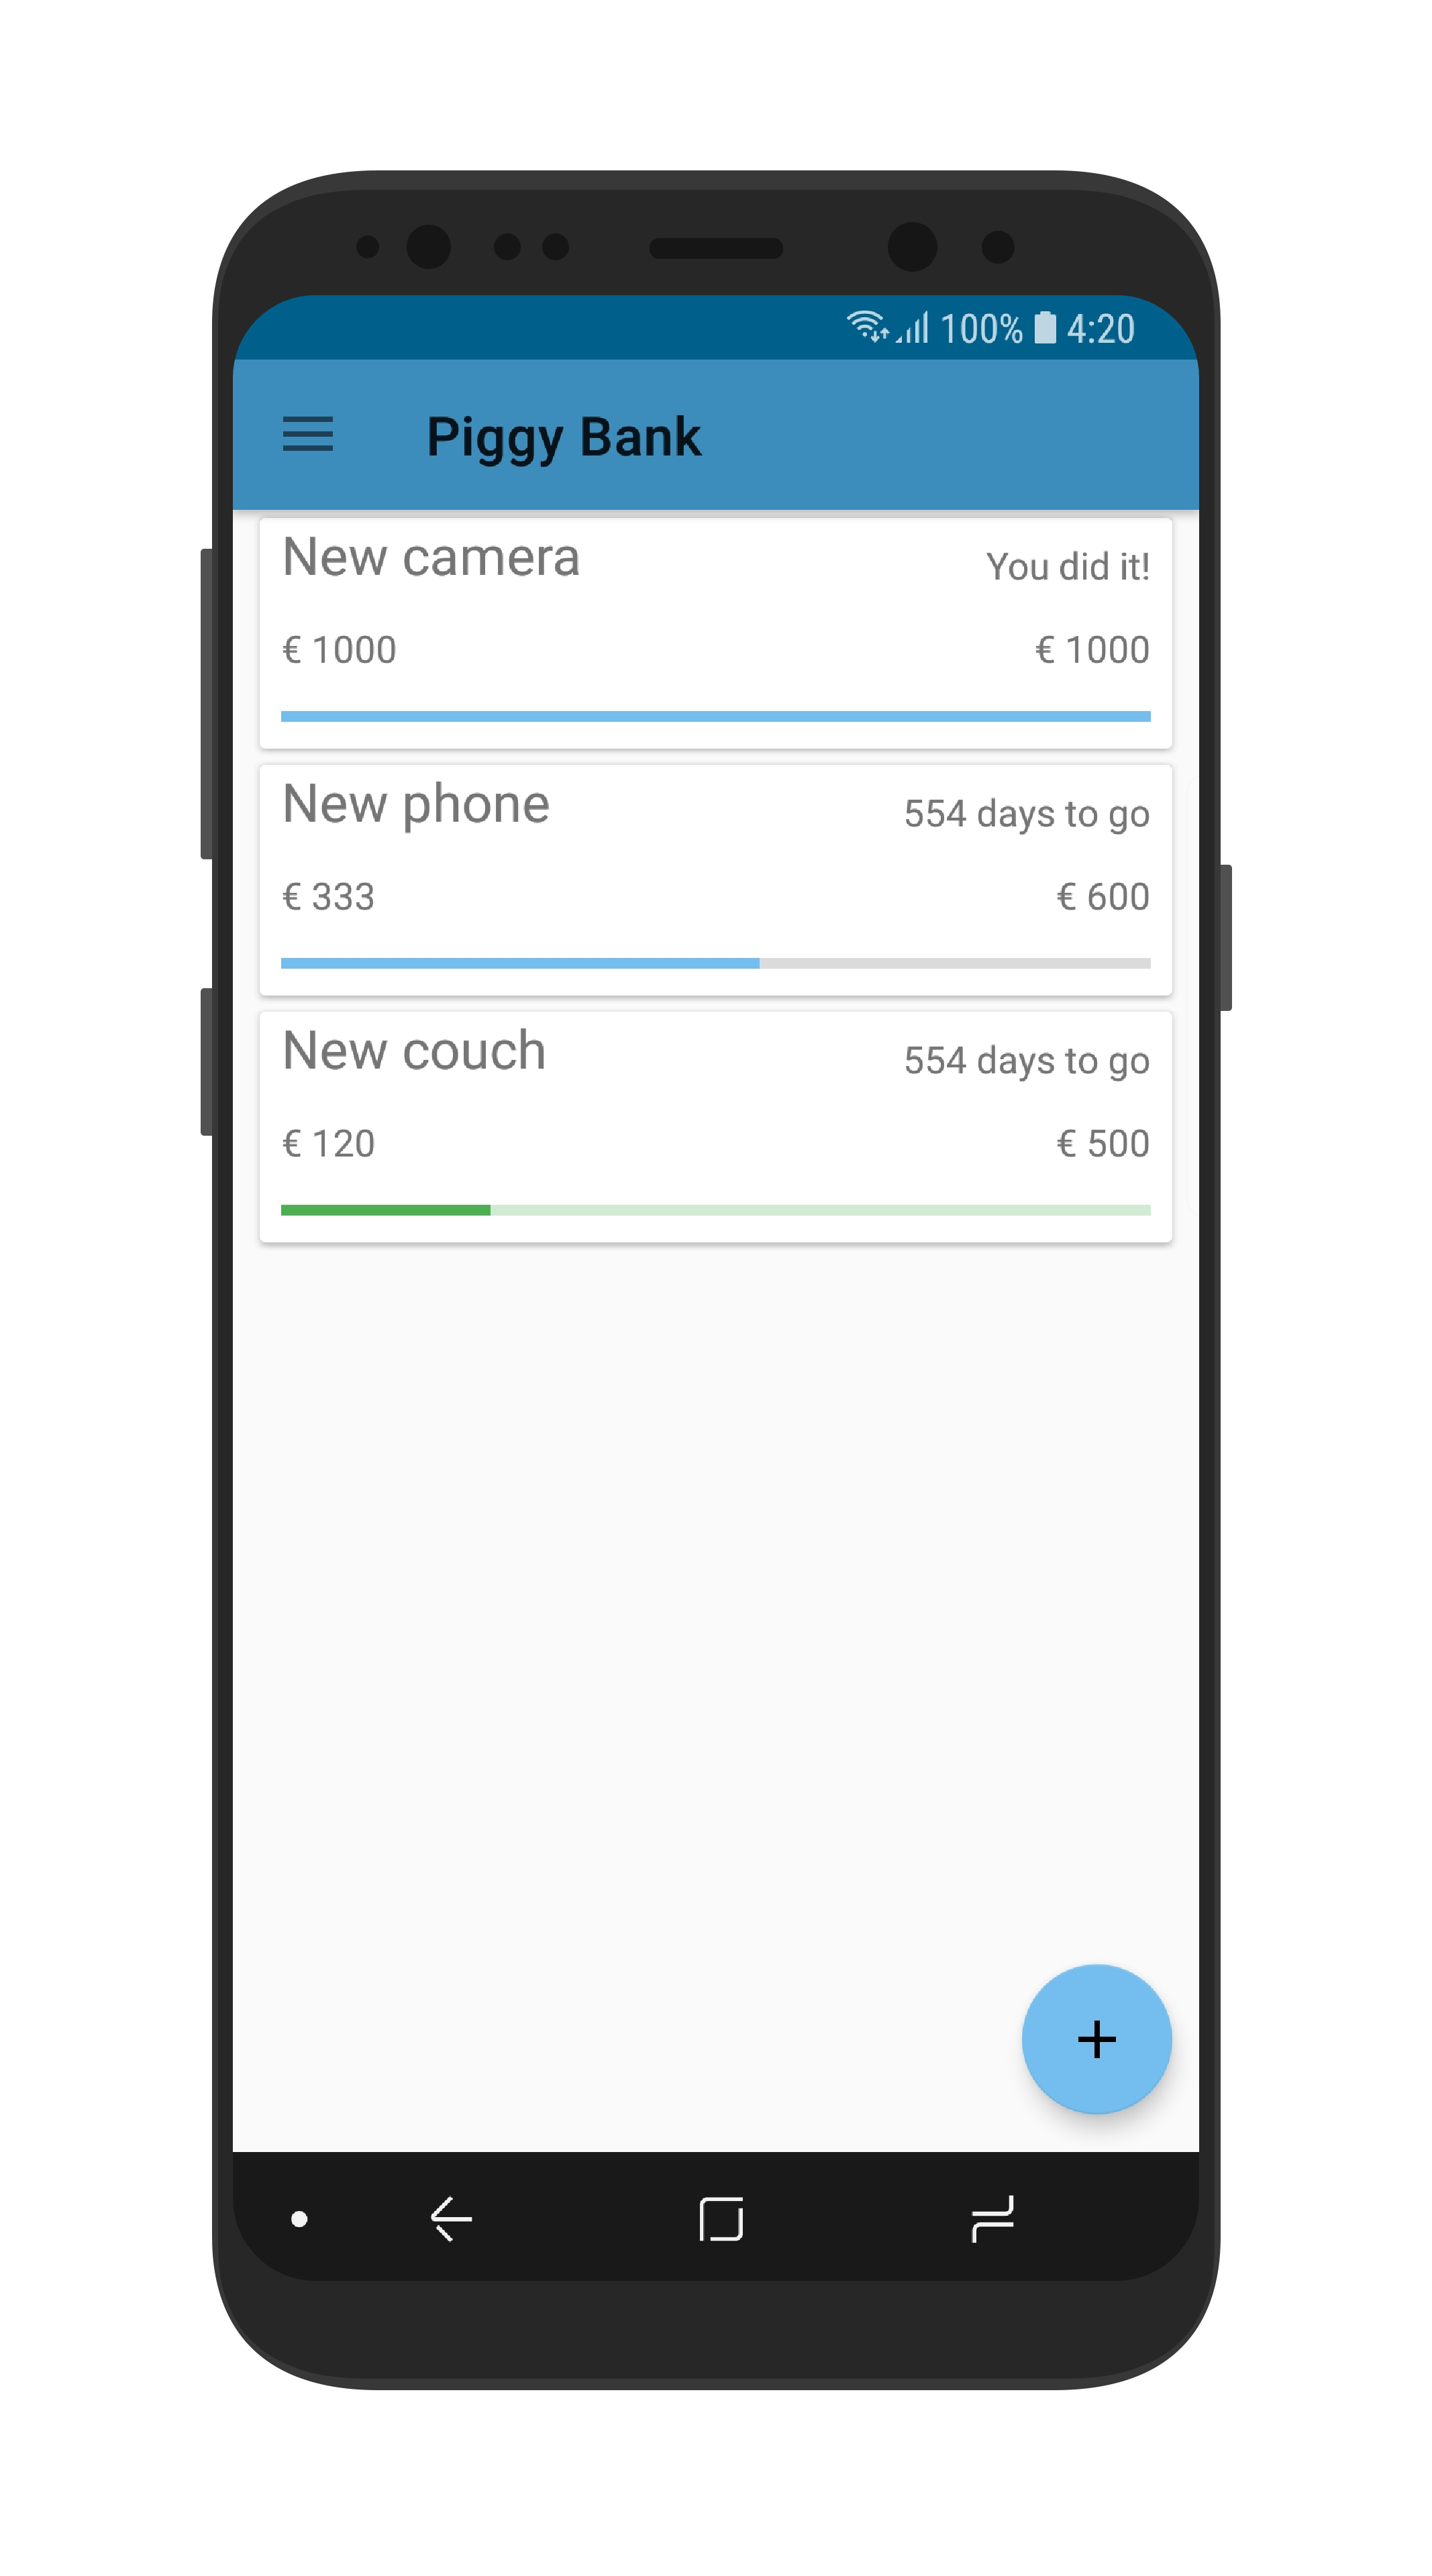 100% 4:20
Piggy Bank
New camera You did it!
€ 1000 € 1000
New phone 554 days to go
€ 333 € 600
New couch 554 days to go
€ 120 € 500
+